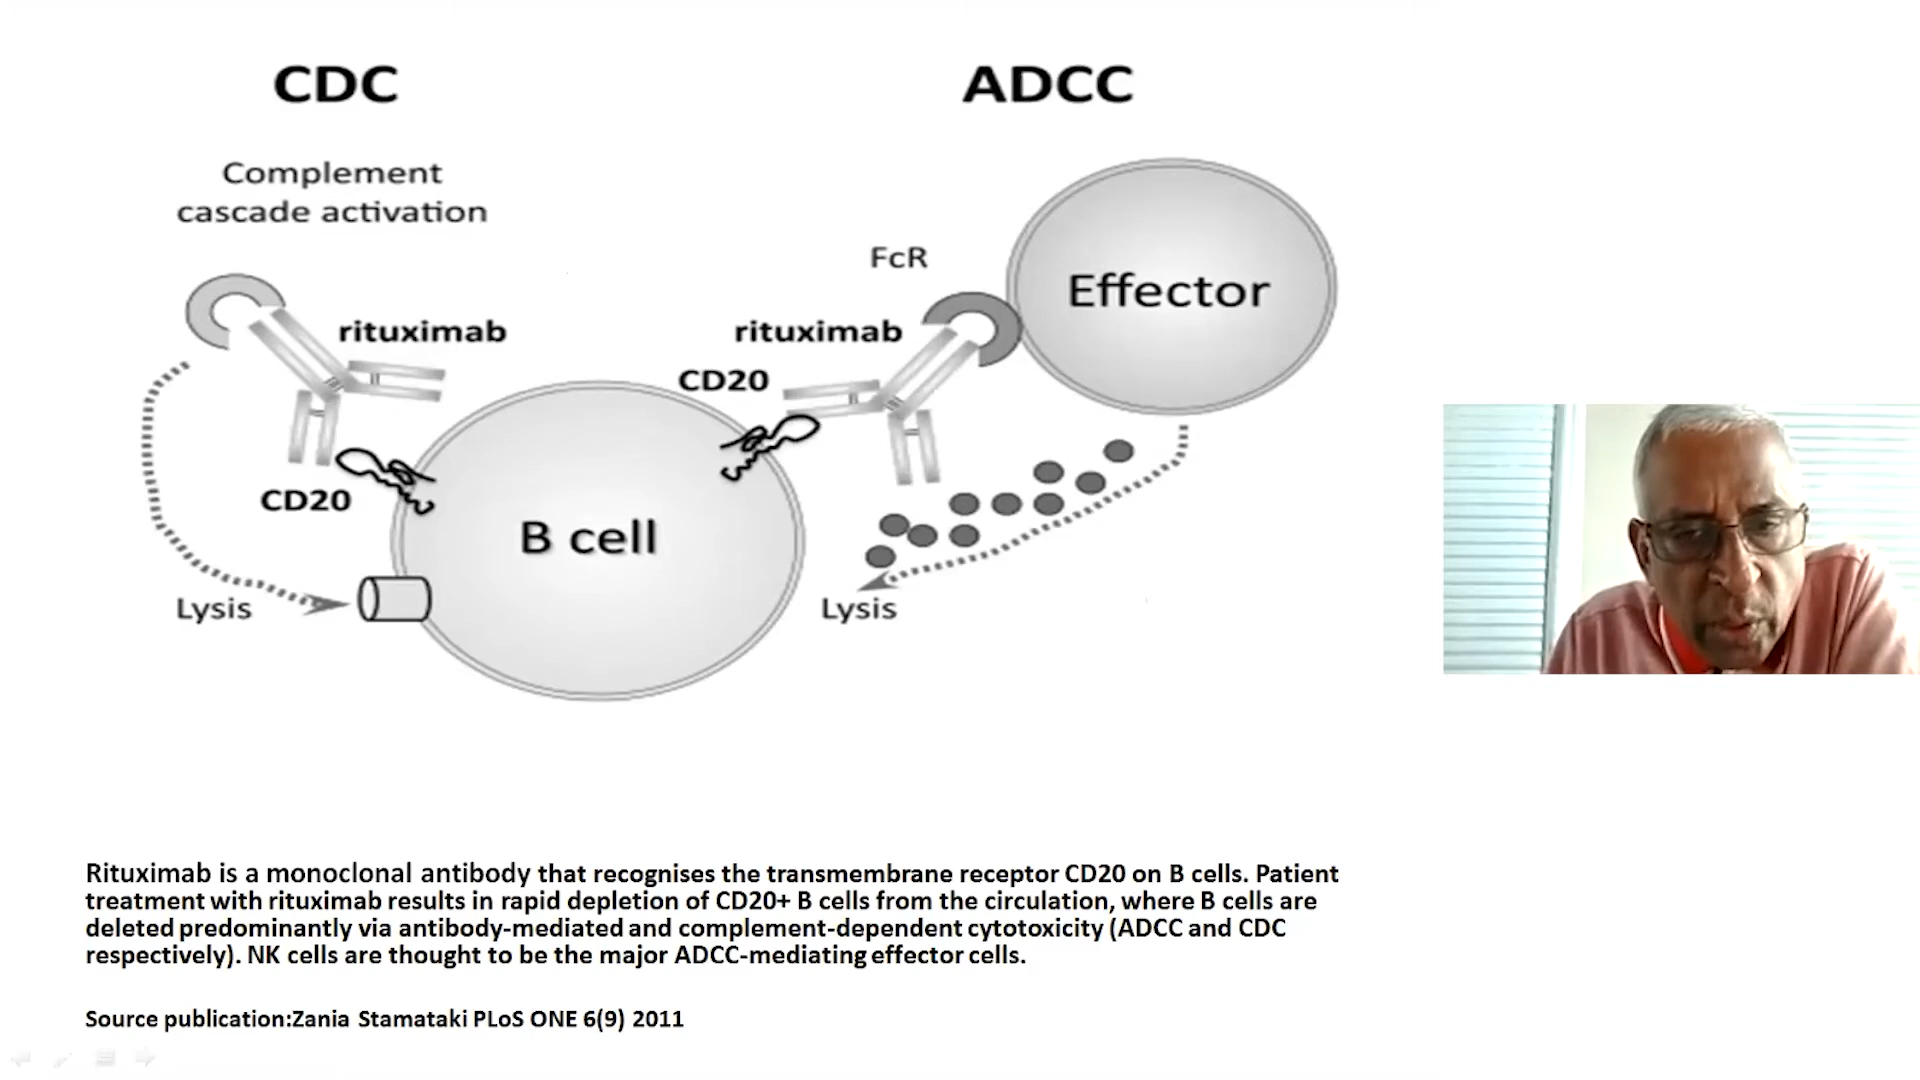 CDC
ADCC
Complement
cascade activation
FcR
Effector
rituximab
rituximab
CD20
CD20
B cell
Lysis
Lysis
Rituximab is a monoclonal antibody that recognises the transmembrane receptor CD20 on B cells. Patient
treatment with rituximab results in rapid depletion of CD20+ B cells from the circulation, where B cells are
deleted predominantly via antibody-mediated and complement-dependent cytotoxicity (ADCC and CDC
respectively). NK cells are thought to be the major ADCC-mediating effector cells.
Source publication:Zania Stamataki PLoS ONE 6(9) 2011